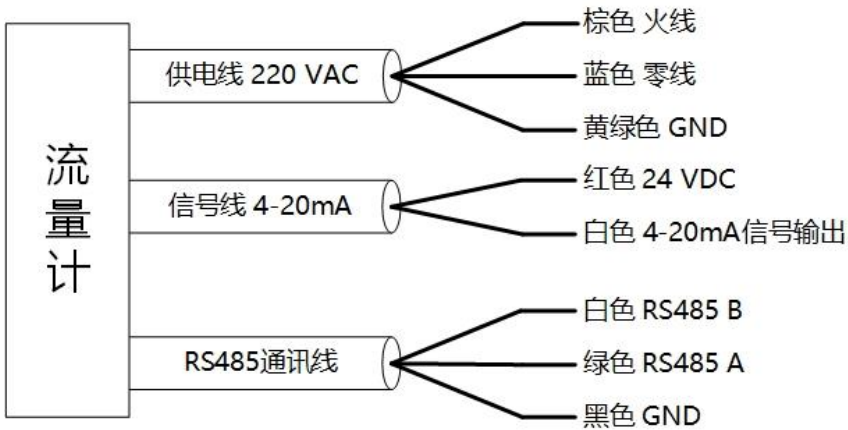 流量计
供电线 220 VAC
棕色 火线
蓝色 零线
黄绿色 GND
信号线 4-20mA
红色 24 VDC
白色 4-20mA信号输出
RS485通讯线
白色 RS485 B
绿色 RS485 A
黑色 GND